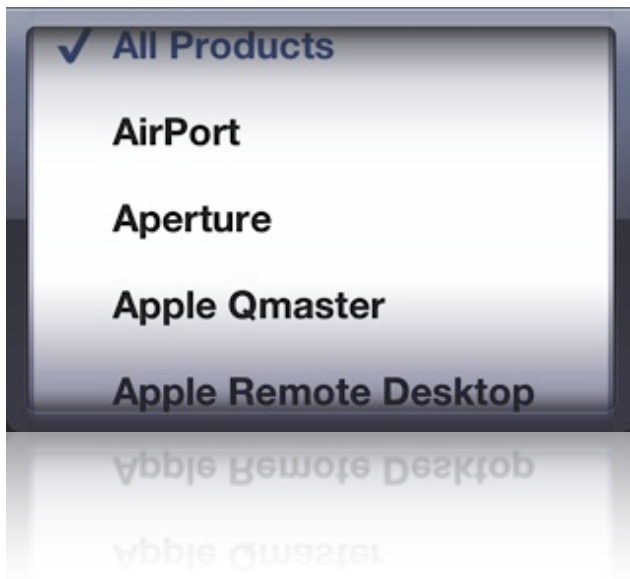 ✓ All Products
AirPort
Aperture
Apple Qmaster
Apple Remote Desktop